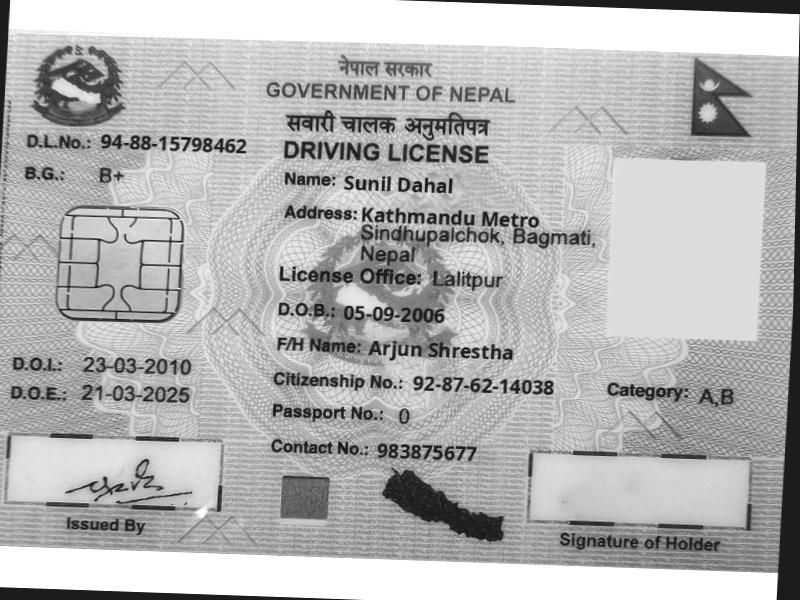 नेपाल सरकार
GOVERNMENT OF NEPAL
सवारी चालक अनुमतिपत्र
DRIVING LICENSE
D.L.No.: 94-88-15798462
B.G.: B+
Name: Sunil Dahal
Address: Kathmandu Metro
Sindhupalchok, Bagmati,
Nepal
License Office: Lalitpur
D.O.B.: 05-09-2006
F/H Name: Arjun Shrestha
D.O.I.: 23-03-2010
D.O.E.: 21-03-2025
Citizenship No.: 92-87-62-14038
Category: A,B
Passport No.: 0
Contact No.: 983875677
Issued By
Signature of Holder